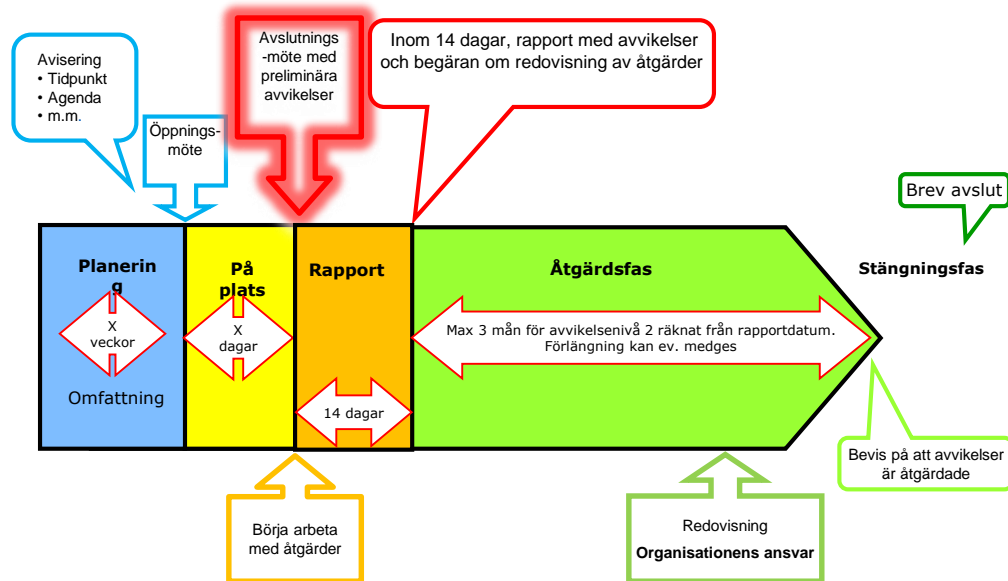 Avisering
• Tidpunkt
• Agenda
• m.m.
Öppnings-
möte
Avslutnings
-möte med
preliminära
avvikelser
Inom 14 dagar, rapport med avvikelser
och begäran om redovisning av åtgärder
Brev avslut
Planerin
g
På
plats
Rapport
Åtgärdsfas
Stängningsfas
X
veckor
X
dagar
Max 3 mån för avvikelsenivå 2 räknat från rapportdatum.
Förlängning kan ev. medges
Omfattning
14 dagar
Bevis på att avvikelser
är åtgärdade
Börja arbeta
med åtgärder
Redovisning
Organisationens ansvar